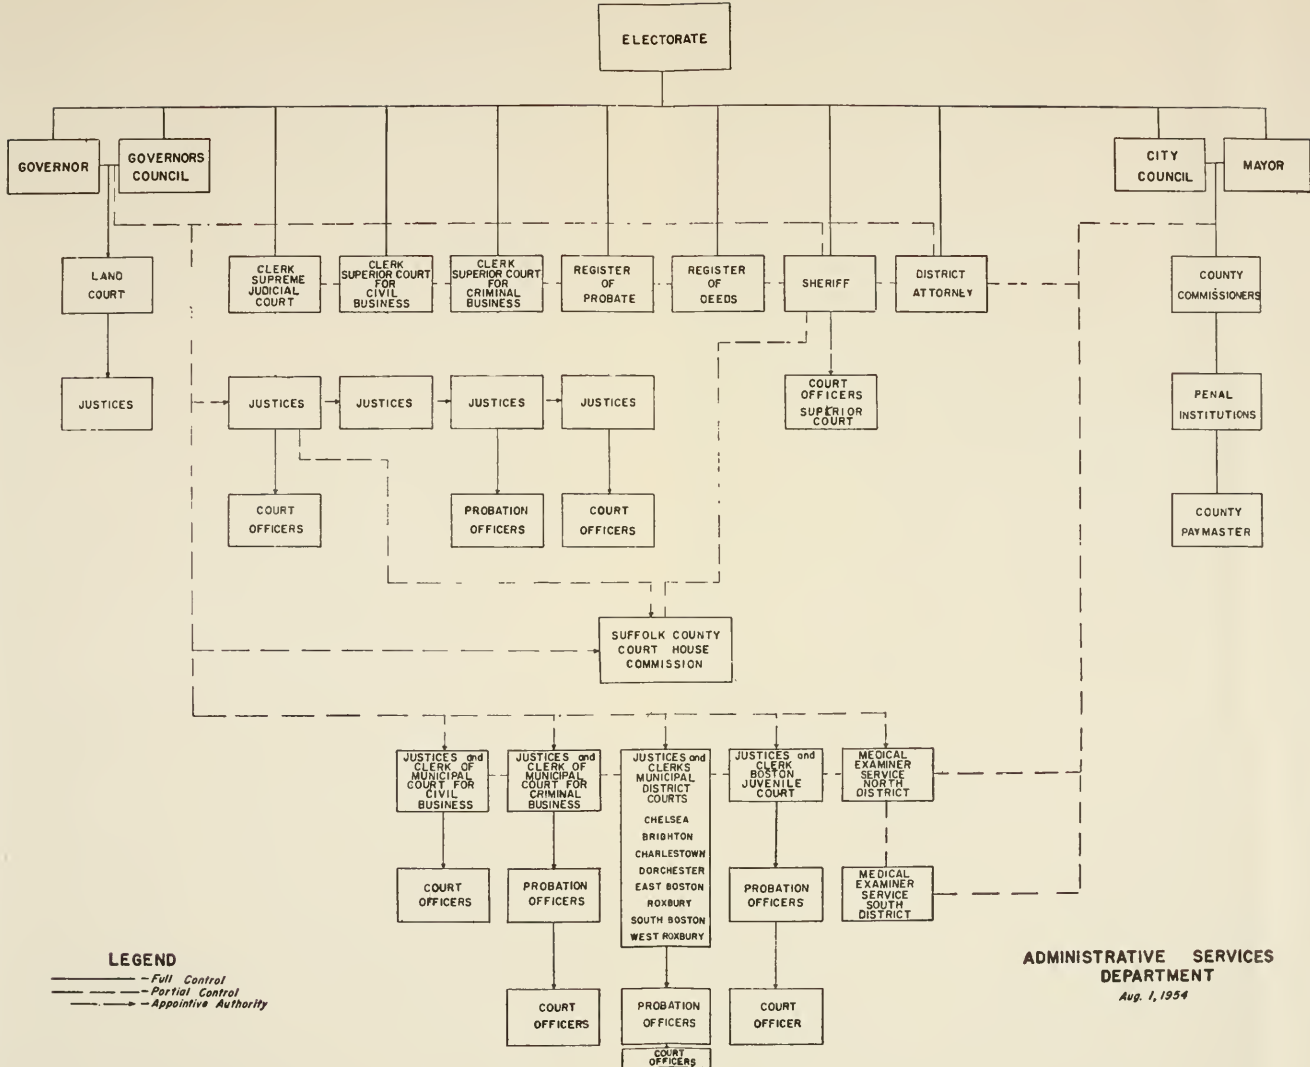 ELECTORATE
GOVERNOR
GOVERNORS
COUNCIL
CITY
COUNCIL
MAYOR
LAND
COURT
CLERK
SUPREME
JUDICIAL
COURT
CLERK
SUPERIOR COURT
FOR
CIVIL
BUSINESS
CLERK
SUPERIOR COURT
FOR
CRIMINAL
BUSINESS
REGISTER
OF
PROBATE
REGISTER
OF
DEEDS
SHERIFF
DISTRICT
ATTORNEY
COUNTY
COMMISSIONERS
JUSTICES
JUSTICES
JUSTICES
JUSTICES
JUSTICES
COURT
OFFICERS
SUPERIOR
COURT
PENAL
INSTITUTIONS
COURT
OFFICERS
PROBATION
OFFICERS
COURT
OFFICERS
COUNTY
PAYMASTER
SUFFOLK COUNTY
COURT HOUSE
COMMISSION
JUSTICES and
CLERK OF
MUNICIPAL
COURT FOR
CIVIL
BUSINESS
JUSTICES and
CLERK OF
MUNICIPAL
COURT FOR
CRIMINAL
BUSINESS
JUSTICES and
CLERKS
MUNICIPAL
DISTRICT
COURTS
CHELSEA
BRIGHTON
CHARLESTOWN
DORCHESTER
EAST BOSTON
ROXBURY
SOUTH BOSTON
WEST ROXBURY
JUSTICES and
CLERK
BOSTON
JUVENILE
COURT
MEDICAL
EXAMINER
SERVICE
NORTH
DISTRICT
COURT
OFFICERS
PROBATION
OFFICERS
PROBATION
OFFICERS
MEDICAL
EXAMINER
SERVICE
SOUTH
DISTRICT
COURT
OFFICERS
PROBATION
OFFICERS
COURT
OFFICER
COURT
OFFICERS
LEGEND
- Full Control
- Partial Control
- Appointive Authority
ADMINISTRATIVE SERVICES
DEPARTMENT
Aug. 1, 1954